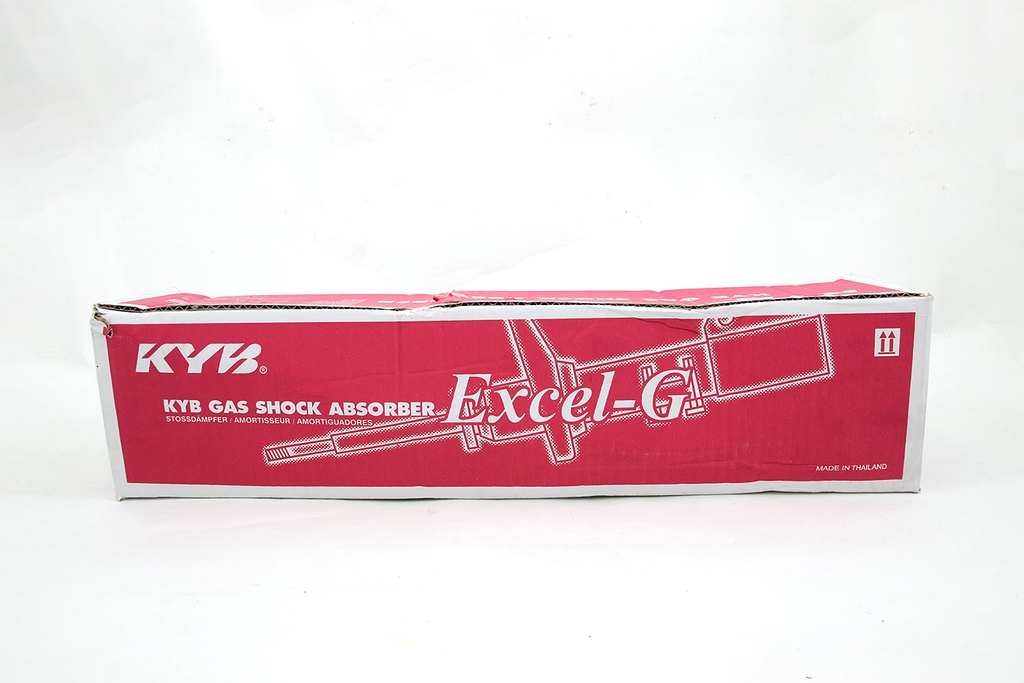 KYB®
KYB GAS SHOCK ABSORBER
STOSSDÄMPFER / AMORTISSEUR / AMORTIGUADORES
Excel-G
MADE IN THAILAND